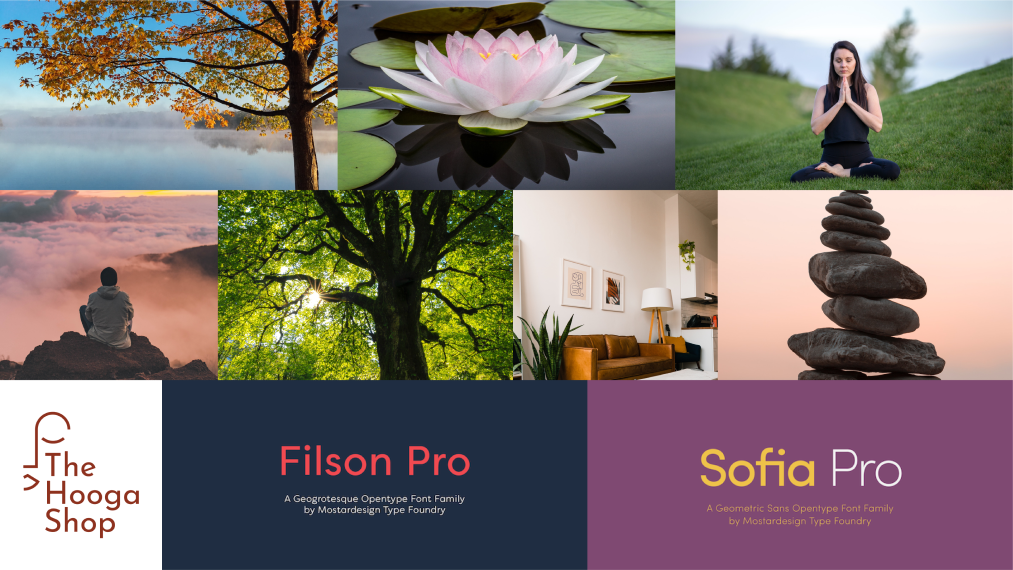 The
Hooga
Shop
Filson Pro
A Geogrotesque Opentype Font Family
by Mostardesign Type Foundry
Sofia Pro
A Geometric Sans Opentype Font Family
by Mostardesign Type Foundry